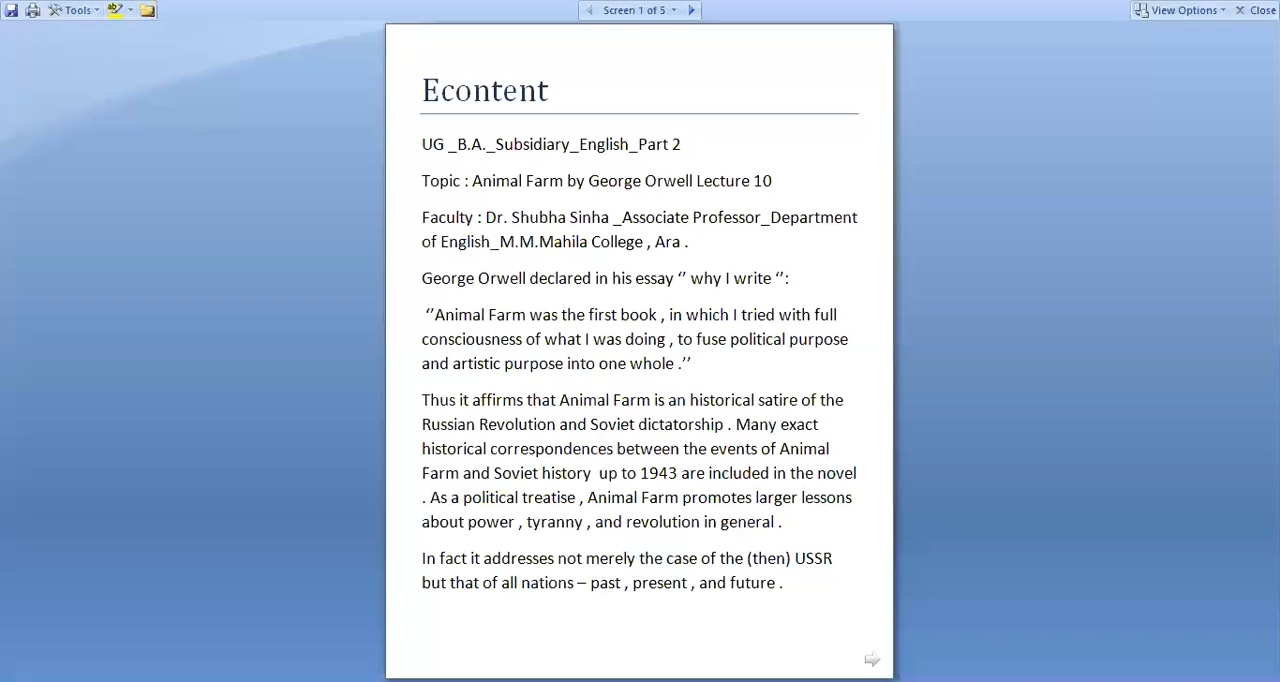 Tools
Screen 1 of 5
View Options
Close
Econtent
UG _B.A._Subsidiary_English_Part 2
Topic : Animal Farm by George Orwell Lecture 10
Faculty : Dr. Shubha Sinha _Associate Professor_Department
of English_M.M.Mahila College , Ara .
George Orwell declared in his essay ‘’ why I write ‘’:
‘’Animal Farm was the first book , in which I tried with full
consciousness of what I was doing , to fuse political purpose
and artistic purpose into one whole .’’
Thus it affirms that Animal Farm is an historical satire of the
Russian Revolution and Soviet dictatorship . Many exact
historical correspondences between the events of Animal
Farm and Soviet history  up to 1943 are included in the novel
. As a political treatise , Animal Farm promotes larger lessons
about power , tyranny , and revolution in general .
In fact it addresses not merely the case of the (then) USSR
but that of all nations – past , present , and future .